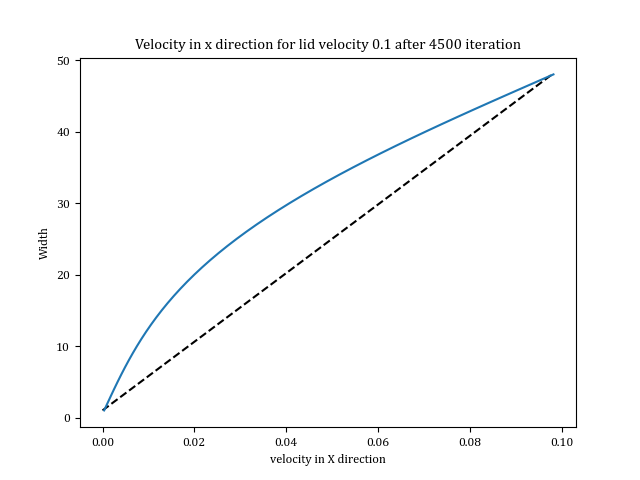 Velocity in x direction for lid velocity 0.1 after 4500 iteration
50
40
30
20
10
0
Width
0.00 0.02 0.04 0.06 0.08 0.10
velocity in X direction